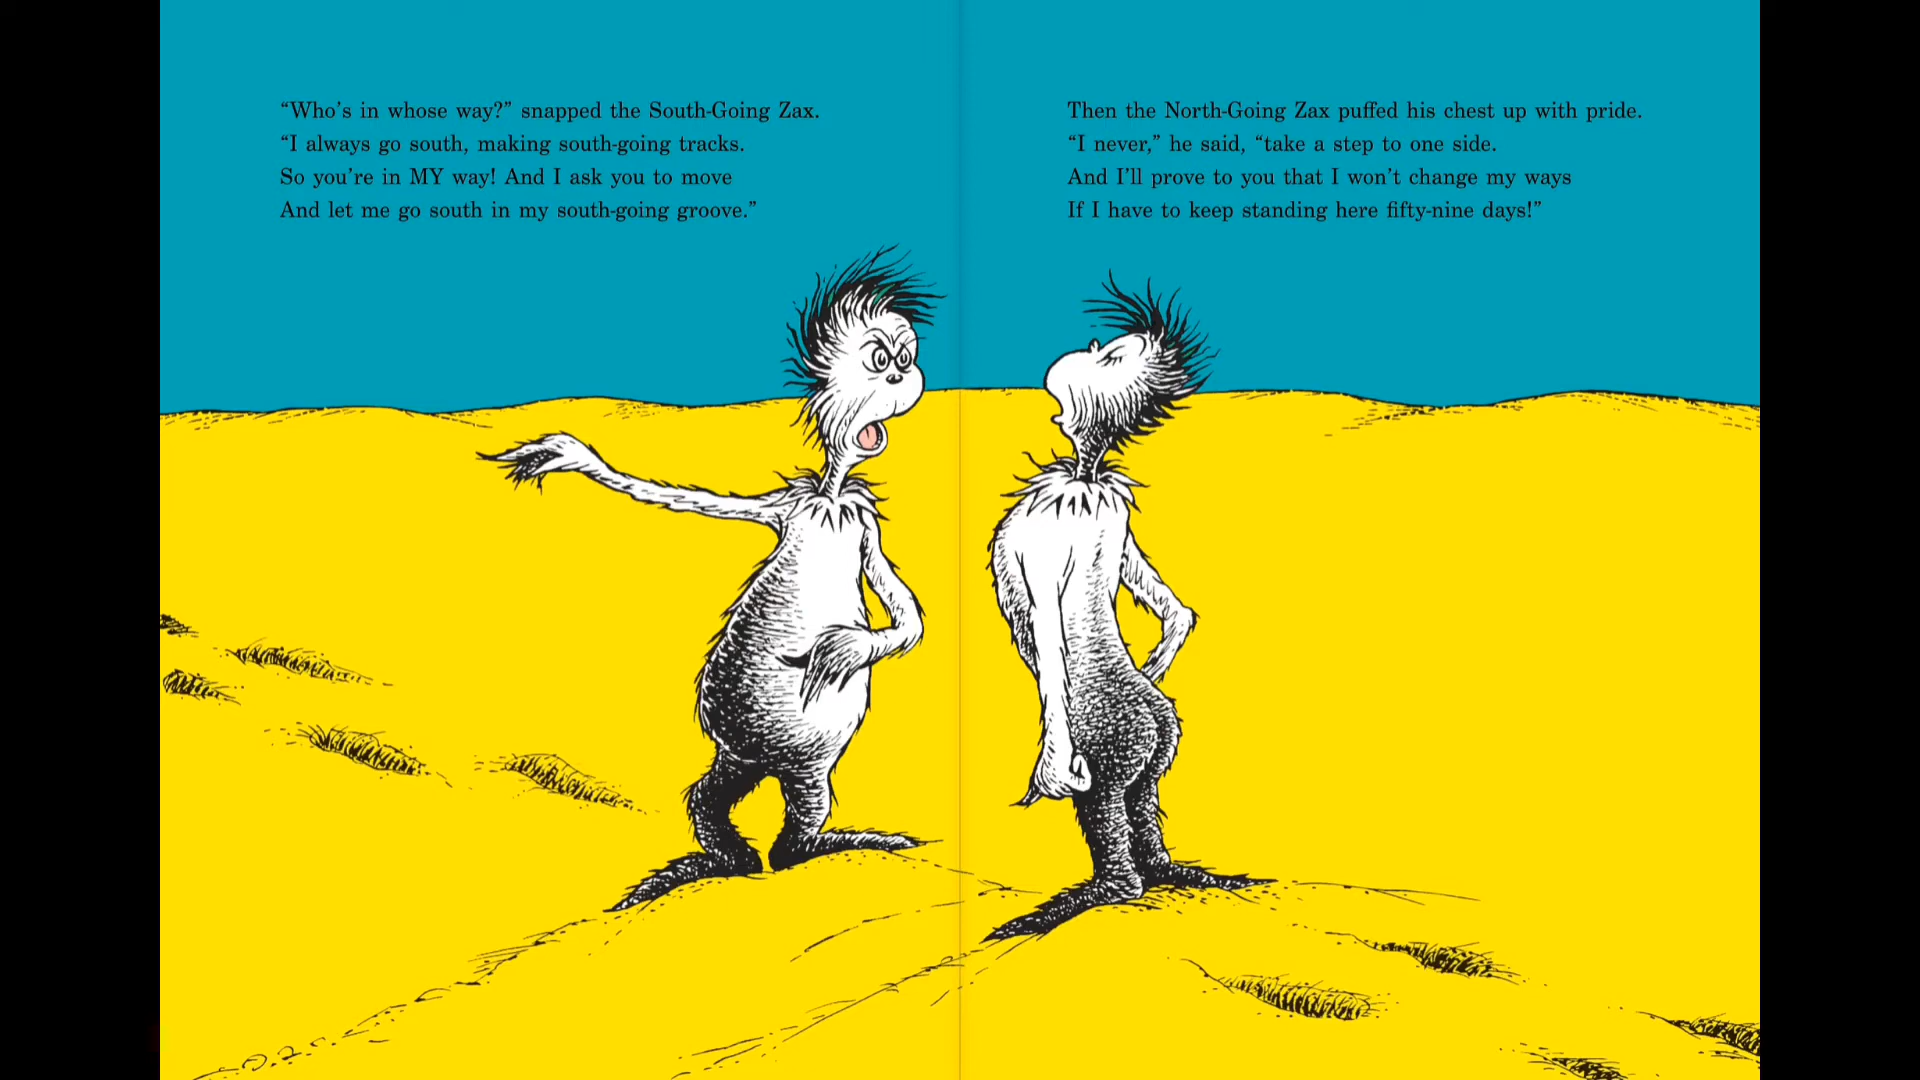 “Who’s in whose way?” snapped the South-Going Zax.
“I always go south, making south-going tracks.
So you’re in MY way! And I ask you to move
And let me go south in my south-going groove.”
Then the North-Going Zax puffed his chest up with pride.
“I never,” he said, “take a step to one side.
And I’ll prove to you that I won’t change my ways
If I have to keep standing here fifty-nine days!”